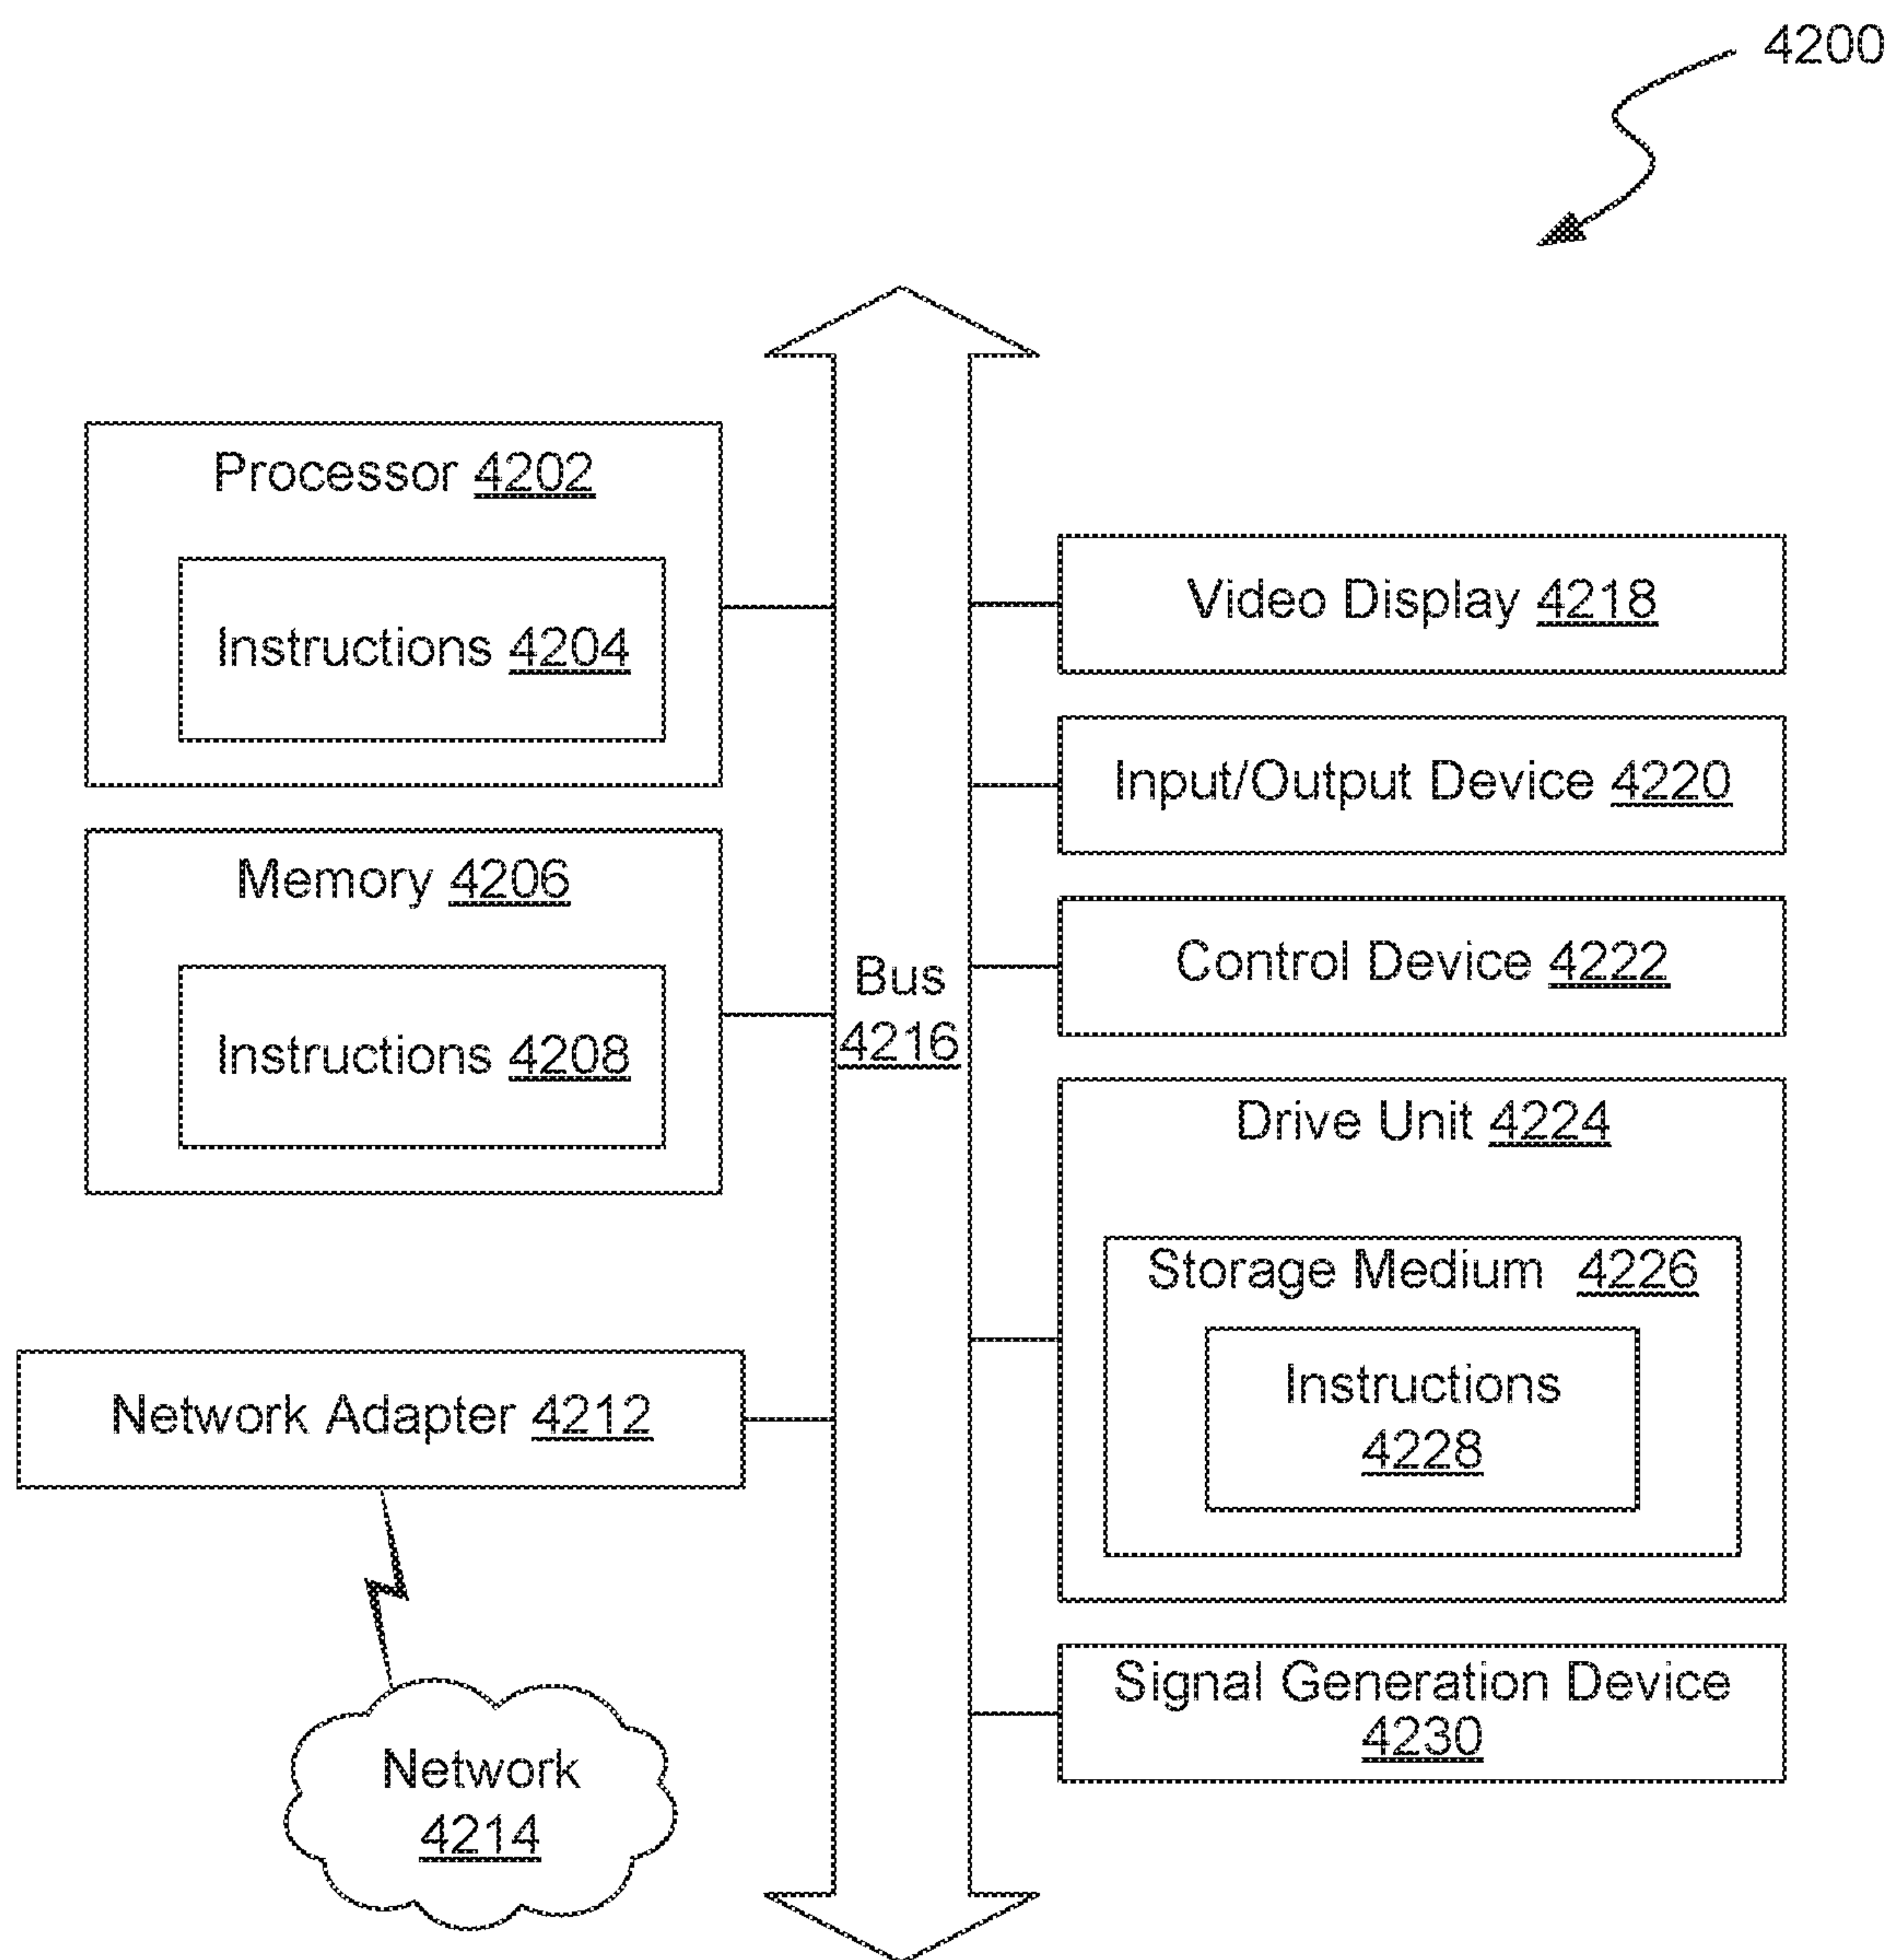 4200
Processor 4202
Instructions 4204
Memory 4206
Instructions 4208
Network Adapter 4212
Network
4214
Bus
4216
Video Display 4218
Input/Output Device 4220
Control Device 4222
Drive Unit 4224
Storage Medium 4226
Instructions
4228
Signal Generation Device
4230